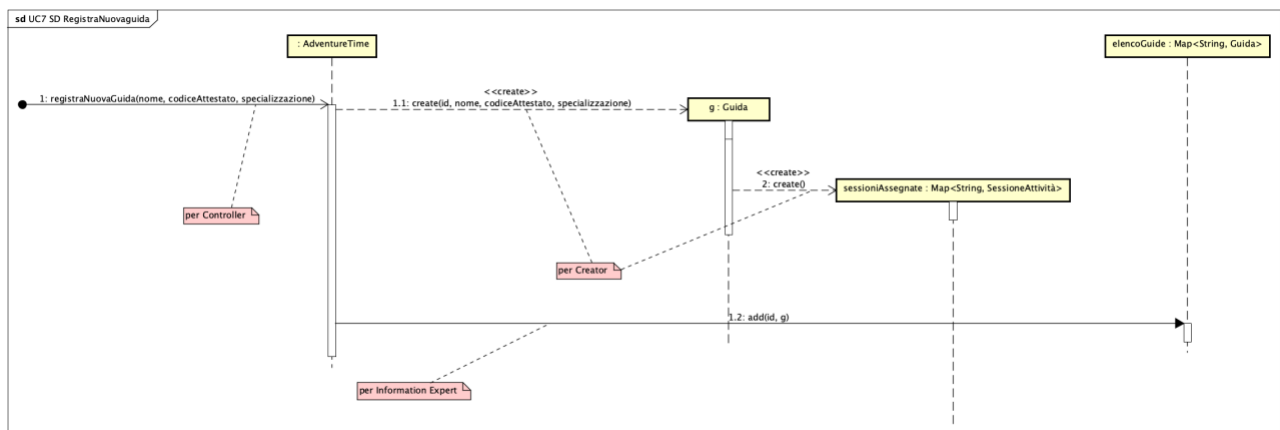 sd UC7 SD RegistraNuovaguida
: AdventureTime
elencoGuide : Map<String, Guida>
1: registraNuovaGuida(nome, codiceAttestato, specializzazione)
<<create>>
1.1: create(id, nome, codiceAttestato, specializzazione)
g : Guida
<<create>>
2: create()
sessioniAssegnate : Map<String, SessioneAttività>
per Controller
per Creator
1.2: add(id, g)
per Information Expert